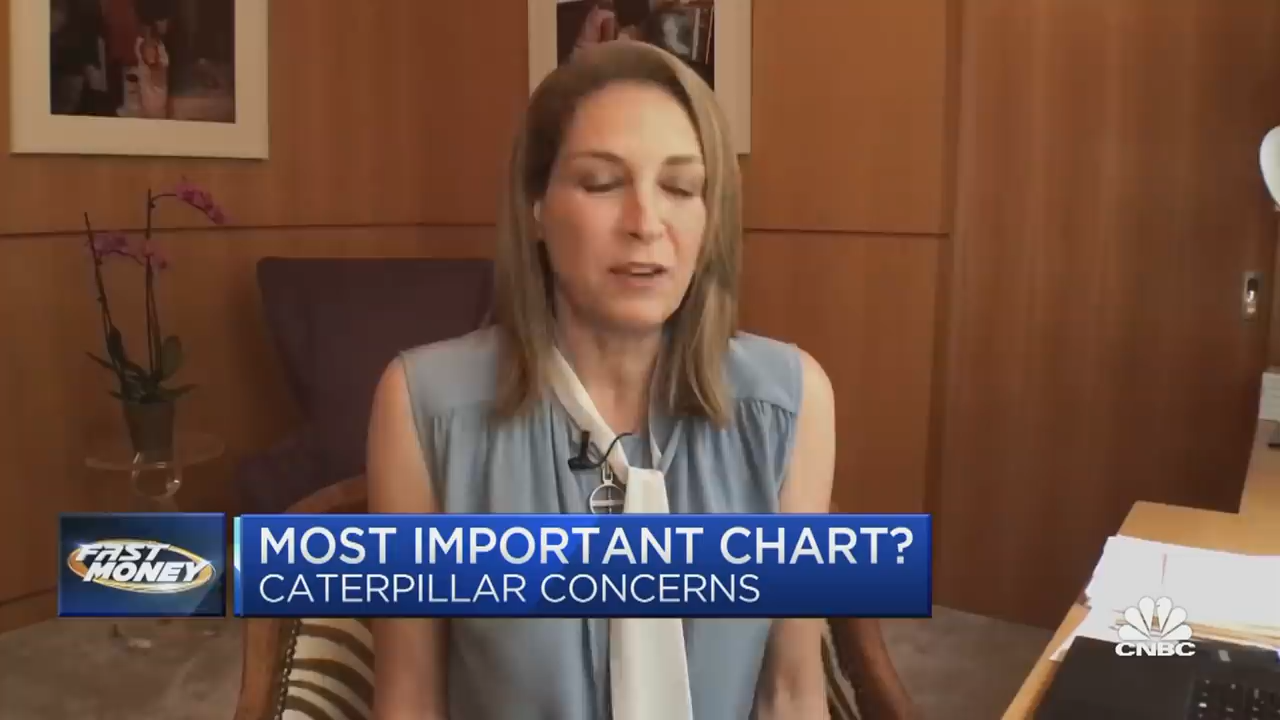 FAST
MONEY
MOST IMPORTANT CHART?
CATERPILLAR CONCERNS
CNBC